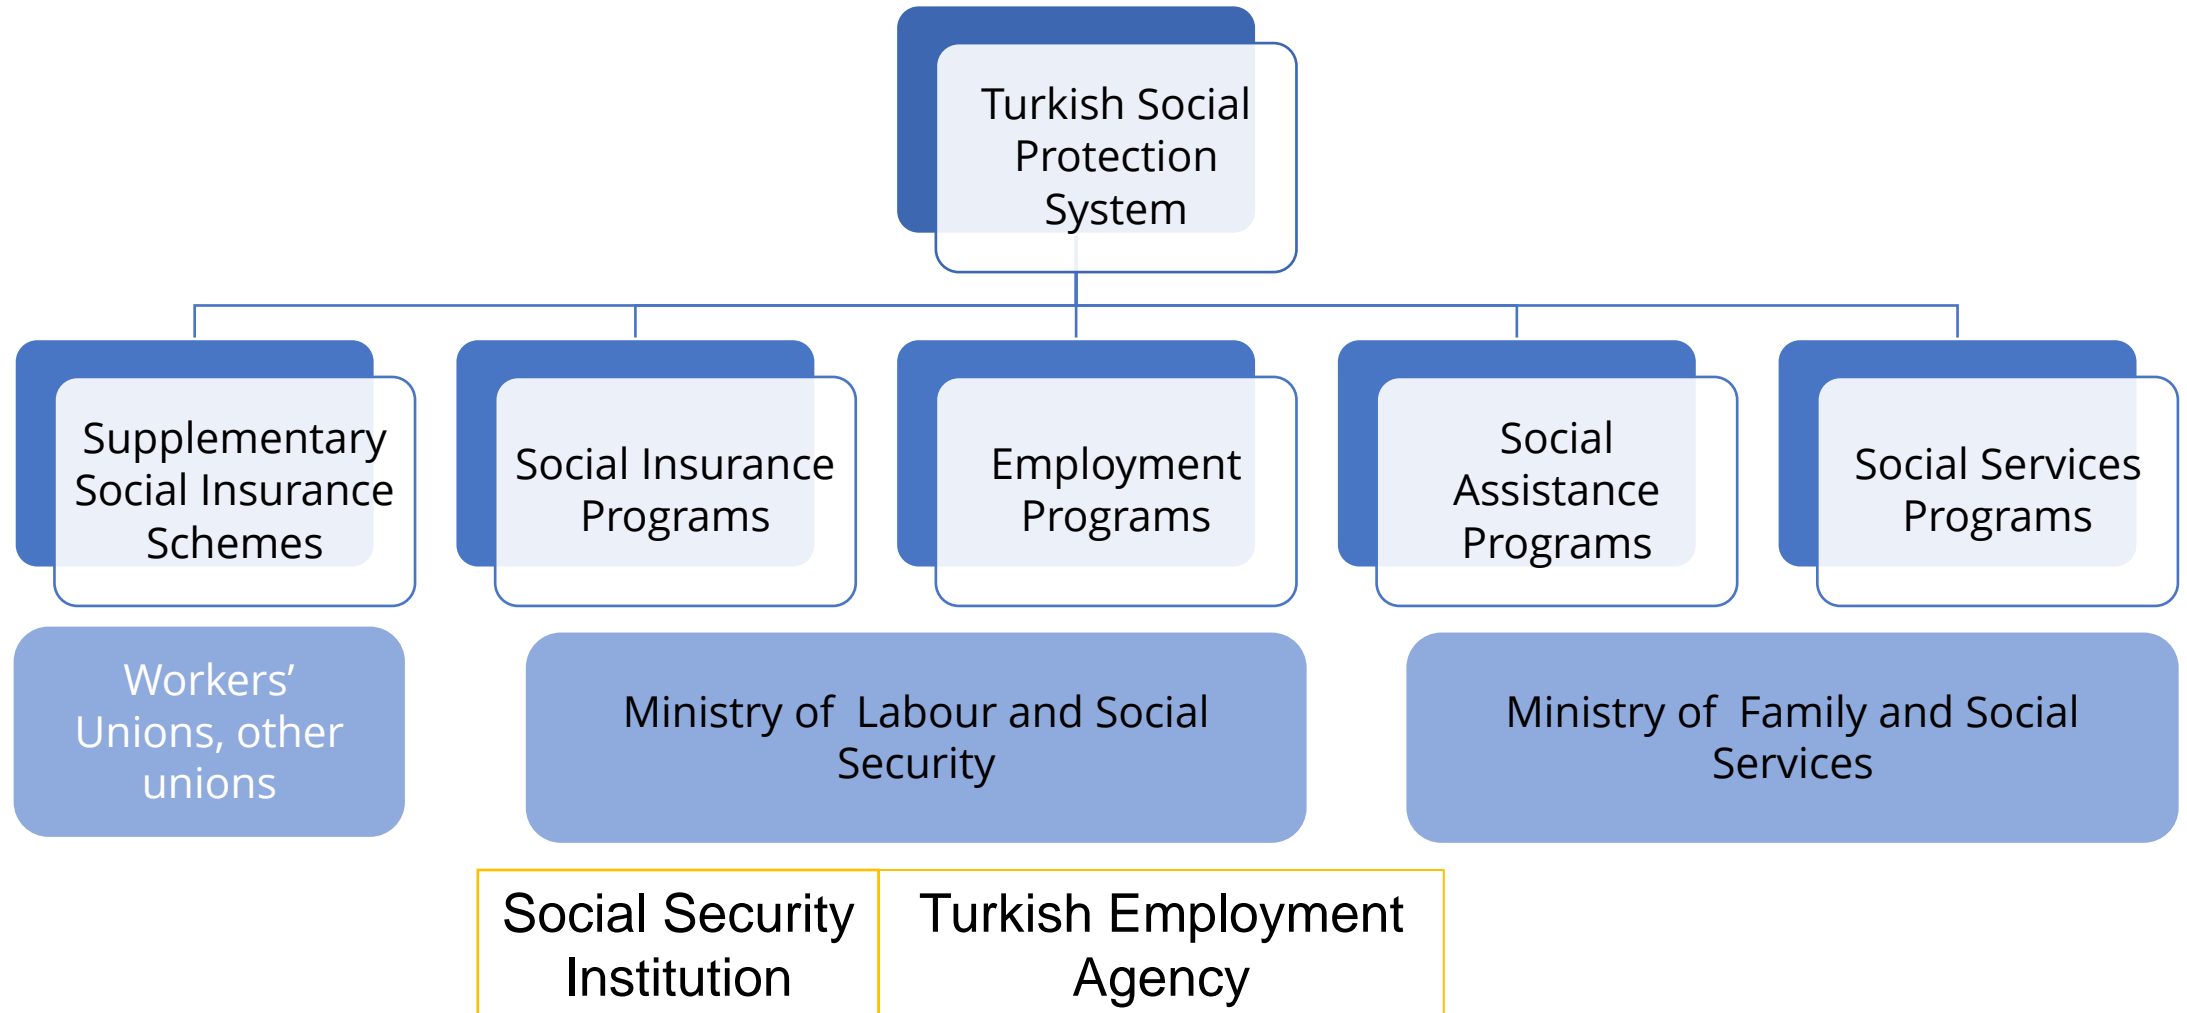 Turkish Social
Protection
System
Supplementary
Social Insurance
Schemes
Social Insurance
Programs
Employment
Programs
Social
Assistance
Programs
Social Services
Programs
Workers’
Unions, other
unions
Ministry of  Labour and Social
Security
Ministry of  Family and Social
Services
Social Security
Institution
Turkish Employment
Agency